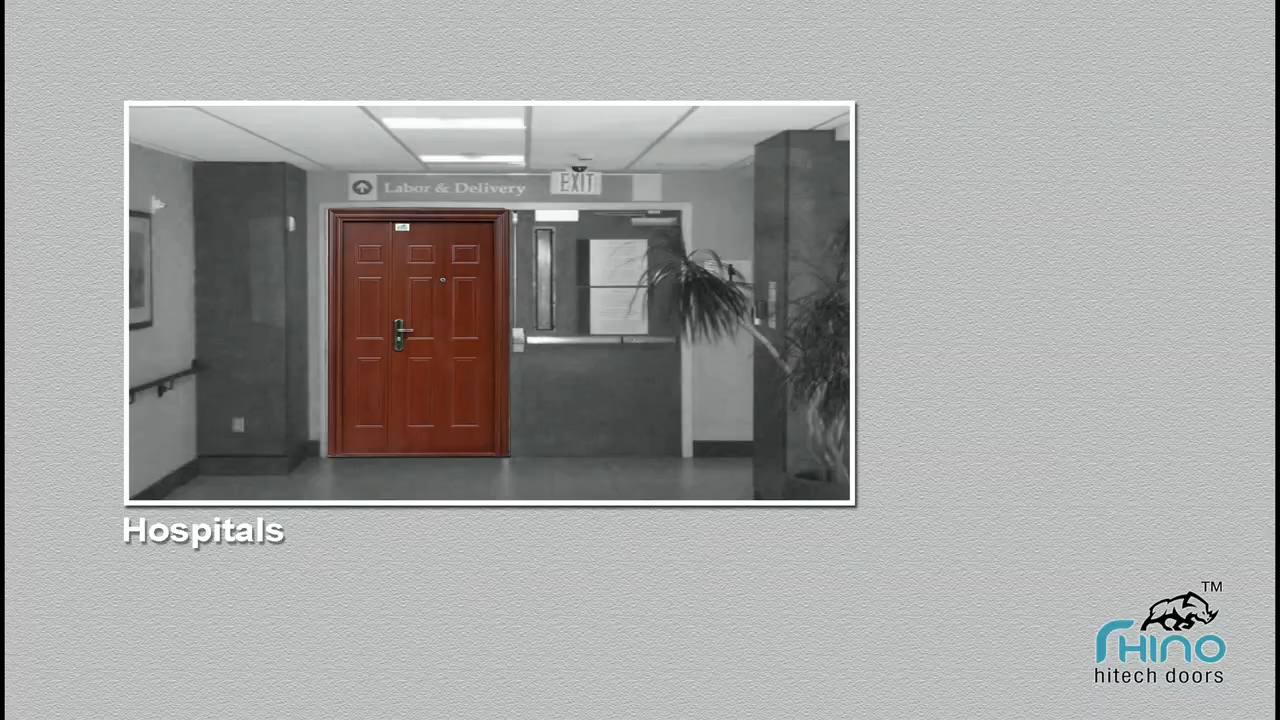 Labor & Delivery
EXIT
Hospitals
TM
RHINO
hitech doors